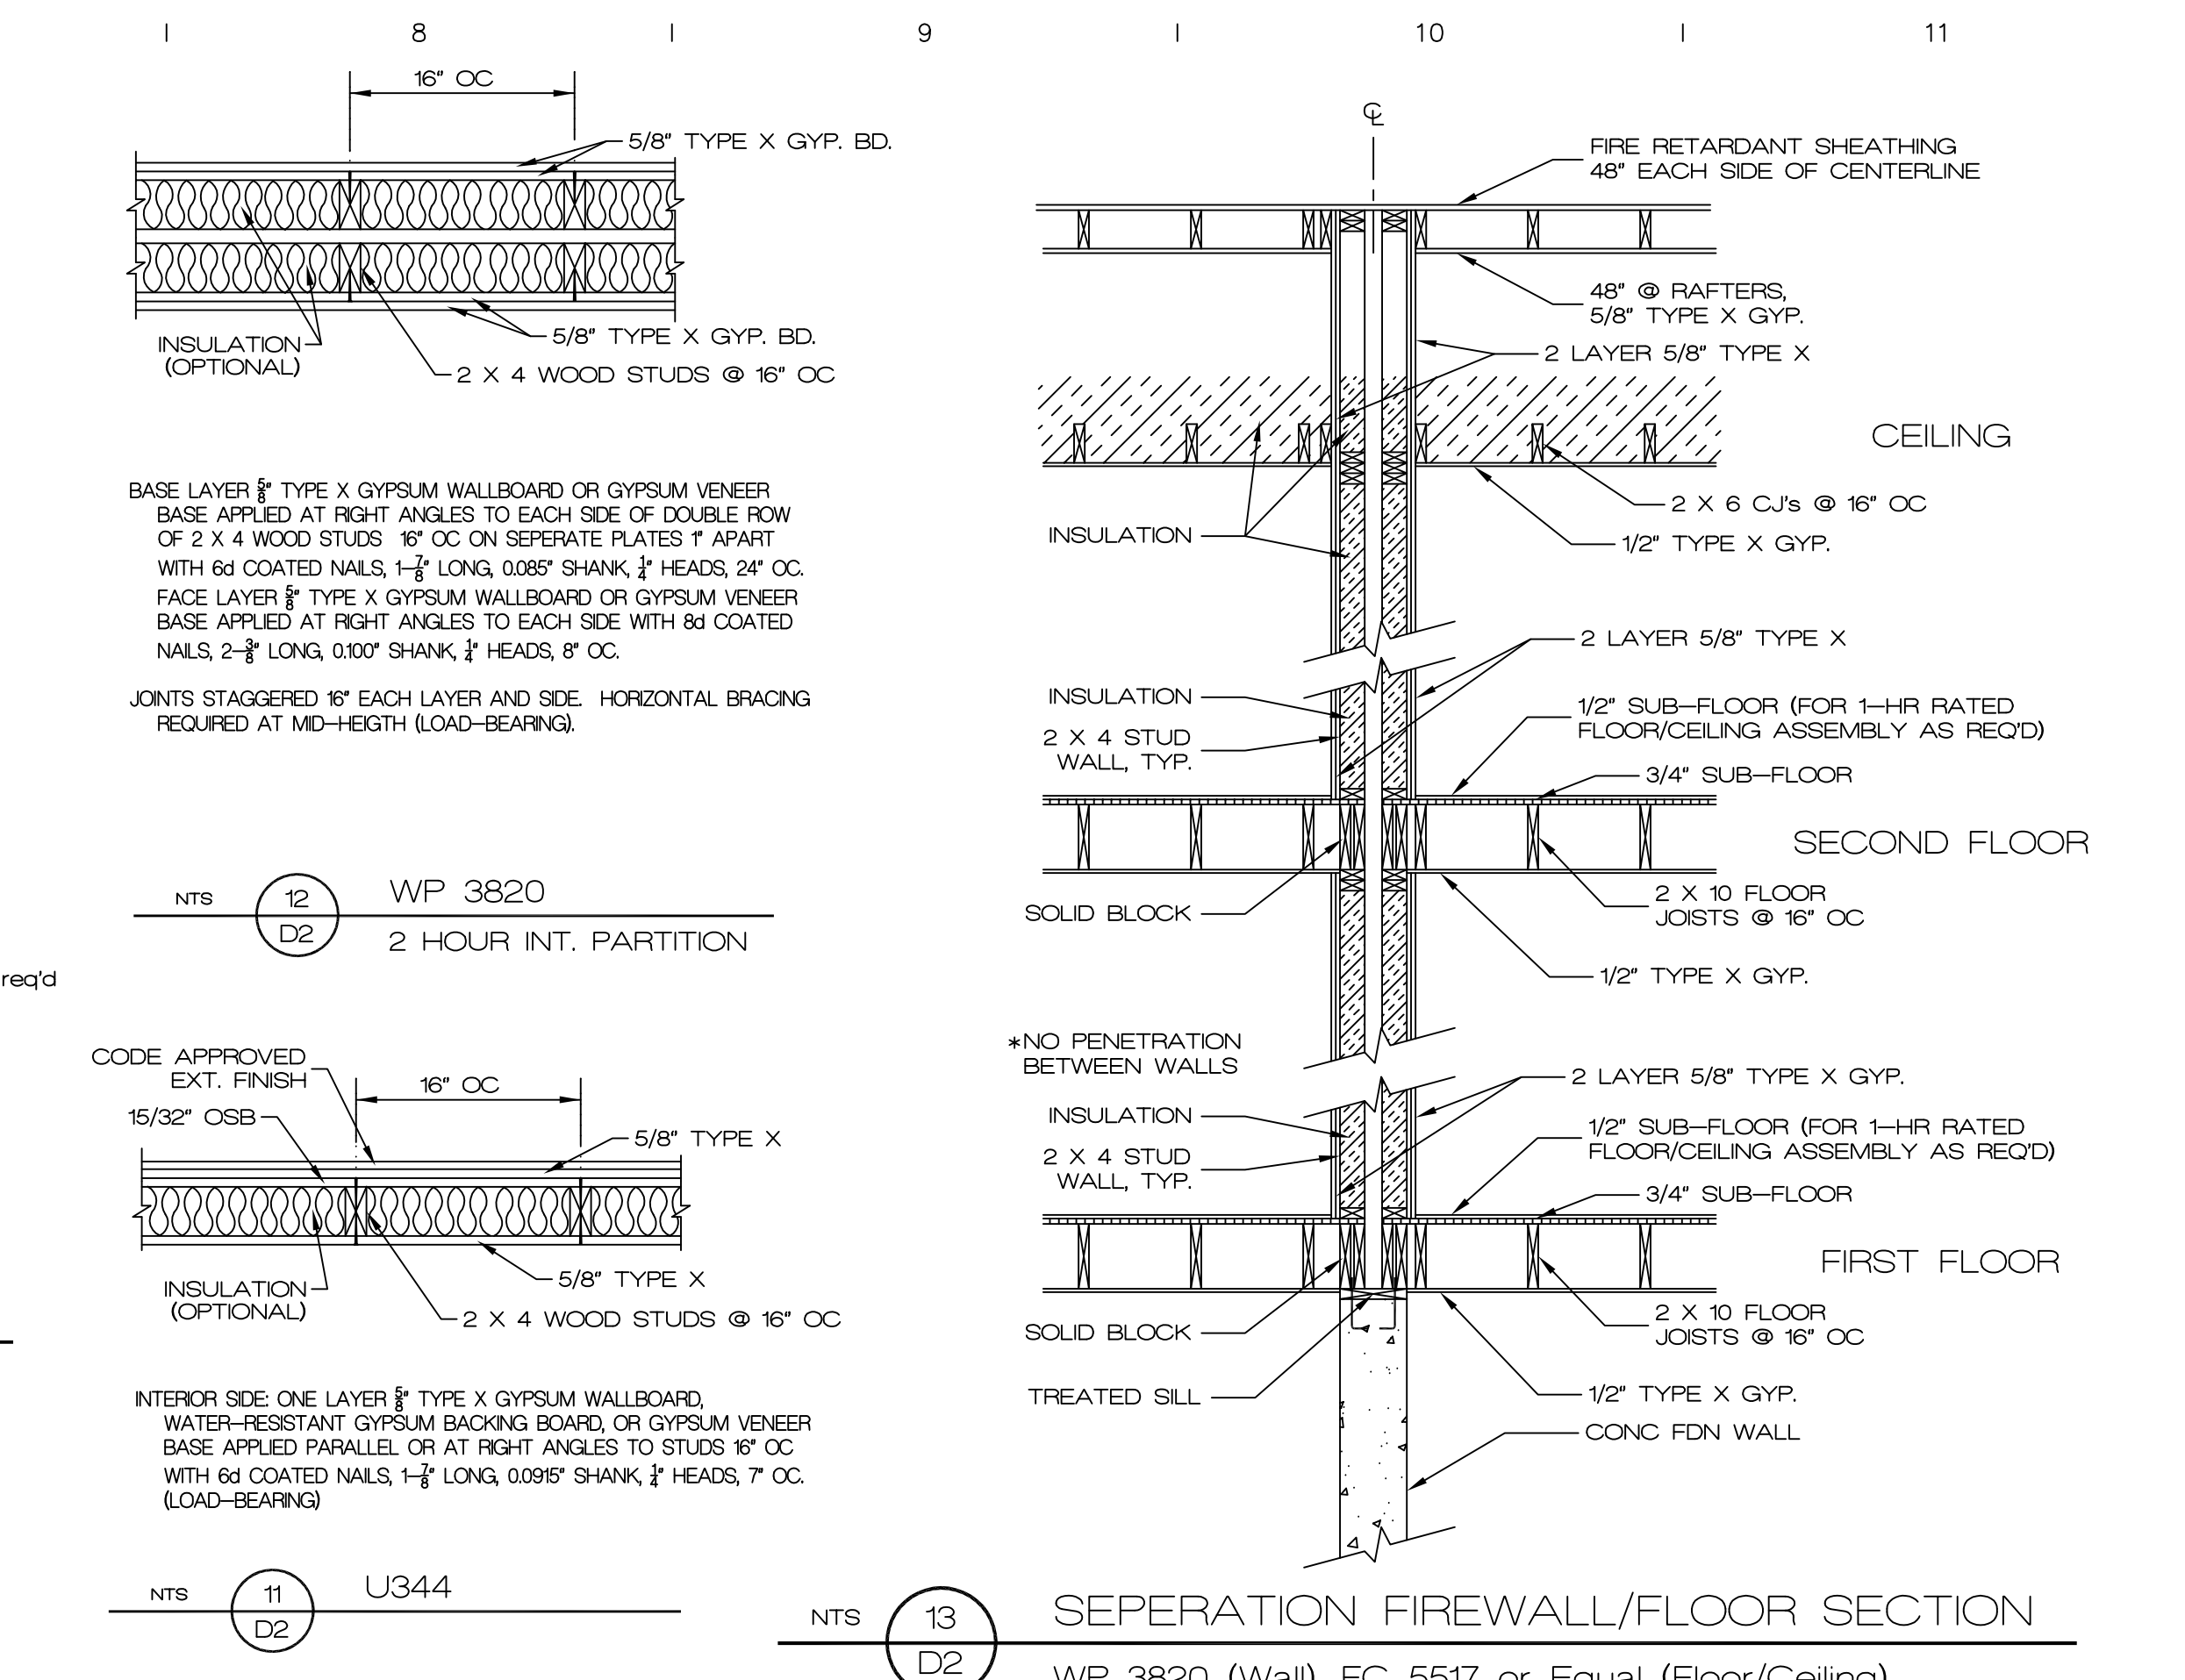 8
9
10
11
16" OC
5/8" TYPE X GYP. BD.
INSULATION
(OPTIONAL)
5/8" TYPE X GYP. BD.
2 X 4 WOOD STUDS @ 16" OC
BASE LAYER 5/8" TYPE X GYPSUM WALLBOARD OR GYPSUM VENEER
BASE APPLIED AT RIGHT ANGLES TO EACH SIDE OF DOUBLE ROW
OF 2 X 4 WOOD STUDS 16" OC ON SEPERATE PLATES 1" APART
WITH 6d COATED NAILS, 1-7/8" LONG, 0.085" SHANK, 1/4" HEADS, 24" OC.
FACE LAYER 5/8" TYPE X GYPSUM WALLBOARD OR GYPSUM VENEER
BASE APPLIED AT RIGHT ANGLES TO EACH SIDE WITH 8d COATED
NAILS, 2-3/8" LONG, 0.100" SHANK, 1/4" HEADS, 8" OC.
JOINTS STAGGERED 16" EACH LAYER AND SIDE. HORIZONTAL BRACING
REQUIRED AT MID-HEIGTH (LOAD-BEARING).
NTS
12
D2
WP 3820
2 HOUR INT. PARTITION
req'd
CODE APPROVED
EXT. FINISH
16" OC
15/32" OSB
5/8" TYPE X
INSULATION
(OPTIONAL)
5/8" TYPE X
2 X 4 WOOD STUDS @ 16" OC
INTERIOR SIDE: ONE LAYER 5/8" TYPE X GYPSUM WALLBOARD,
WATER-RESISTANT GYPSUM BACKING BOARD, OR GYPSUM VENEER
BASE APPLIED PARALLEL OR AT RIGHT ANGLES TO STUDS 16" OC
WITH 6d COATED NAILS, 1-7/8" LONG, 0.0915" SHANK, 1/4" HEADS, 7" OC.
(LOAD-BEARING)
NTS
11
D2
U344
℄
FIRE RETARDANT SHEATHING
48" EACH SIDE OF CENTERLINE
48" @ RAFTERS,
5/8" TYPE X GYP.
2 LAYER 5/8" TYPE X
CEILING
2 X 6 CJ's @ 16" OC
INSULATION
1/2" TYPE X GYP.
2 LAYER 5/8" TYPE X
INSULATION
2 X 4 STUD
WALL, TYP.
1/2" SUB-FLOOR (FOR 1-HR RATED
FLOOR/CEILING ASSEMBLY AS REQ'D)
3/4" SUB-FLOOR
SECOND FLOOR
SOLID BLOCK
2 X 10 FLOOR
JOISTS @ 16" OC
1/2" TYPE X GYP.
*NO PENETRATION
BETWEEN WALLS
2 LAYER 5/8" TYPE X GYP.
INSULATION
2 X 4 STUD
WALL, TYP.
1/2" SUB-FLOOR (FOR 1-HR RATED
FLOOR/CEILING ASSEMBLY AS REQ'D)
3/4" SUB-FLOOR
FIRST FLOOR
SOLID BLOCK
2 X 10 FLOOR
JOISTS @ 16" OC
TREATED SILL
1/2" TYPE X GYP.
CONC FDN WALL
NTS
13
D2
SEPERATION FIREWALL/FLOOR SECTION
WP 3820 (Wall) FC 5517 or Equal (Floor/Ceiling)